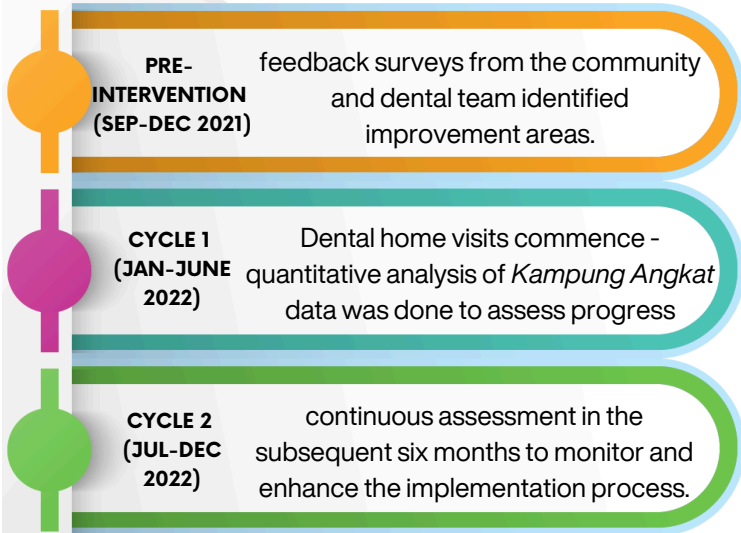 PRE-
INTERVENTION
(SEP-DEC 2021)
feedback surveys from the community
and dental team identified
improvement areas.
CYCLE 1
(JAN-JUNE
2022)
Dental home visits commence -
quantitative analysis of Kampung Angkat
data was done to assess progress
CYCLE 2
(JUL-DEC
2022)
continuous assessment in the
subsequent six months to monitor and
enhance the implementation process.